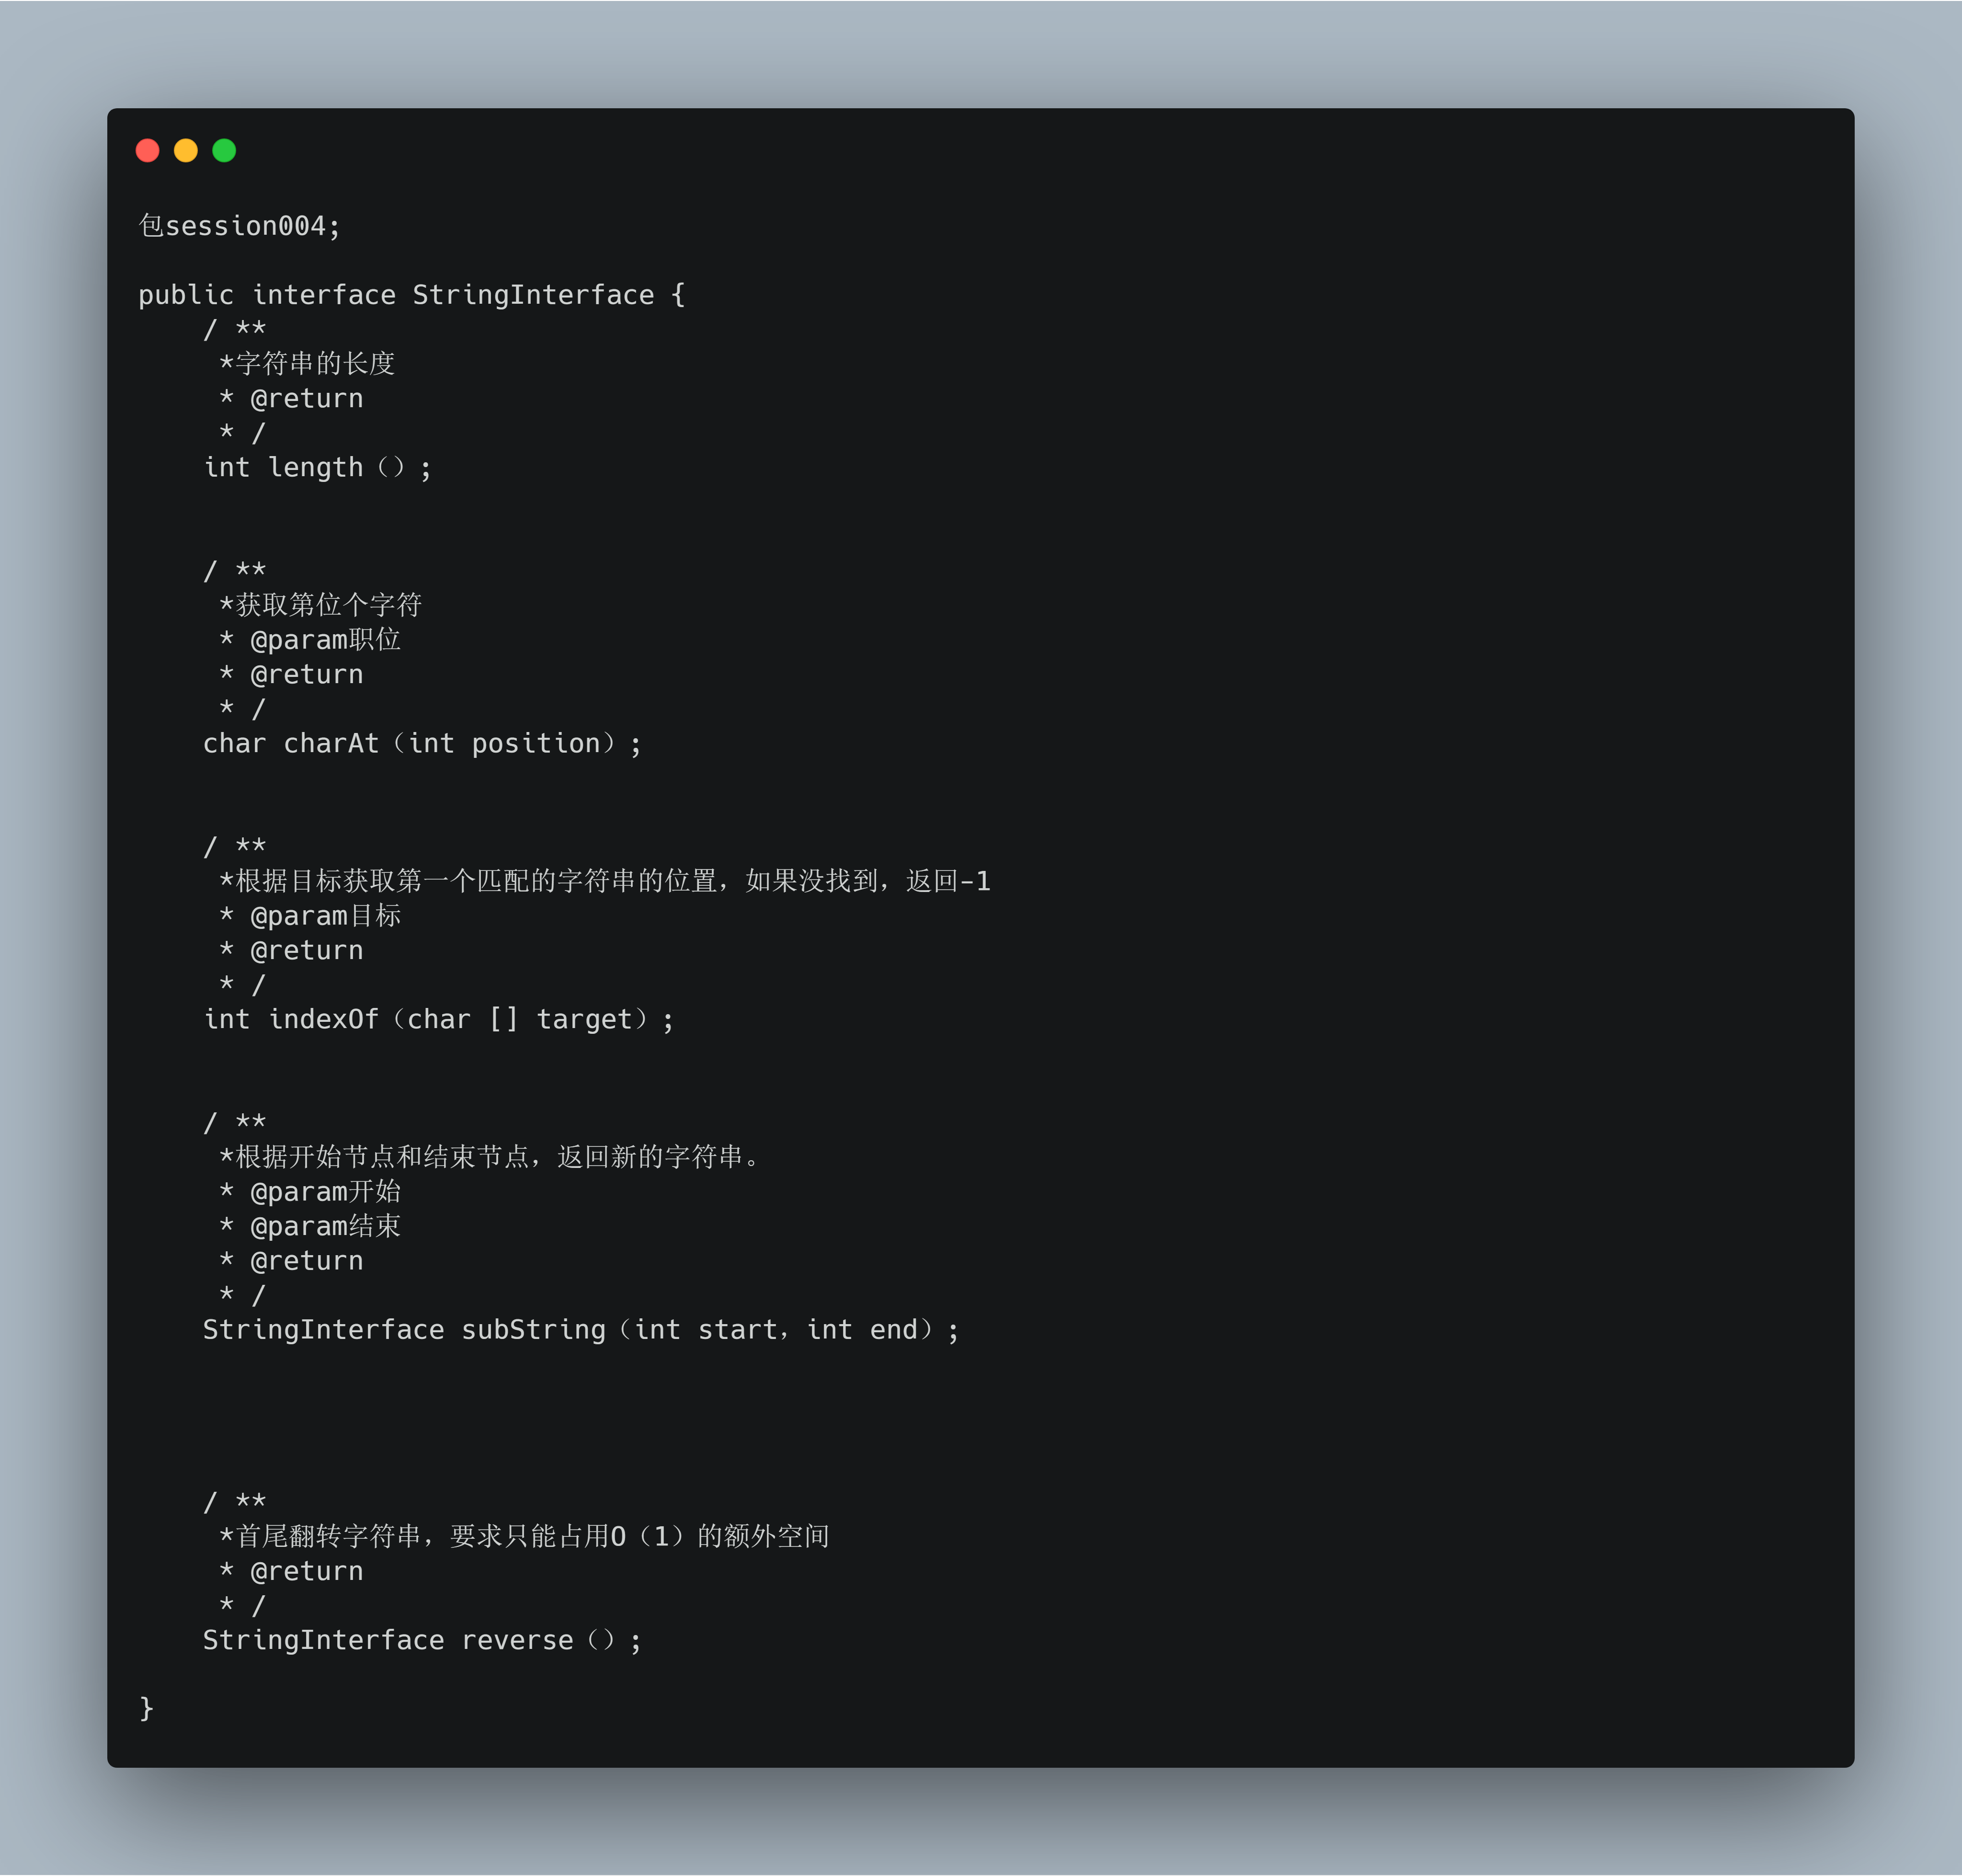 包session004;
public interface StringInterface {
/ **
*字符串的长度
* @return
* /
int length（）;
/ **
*获取第位个字符
* @param职位
* @return
* /
char charAt（int position）;
/ **
*根据目标获取第一个匹配的字符串的位置，如果没找到，返回-1
* @param目标
* @return
* /
int indexOf（char [] target）;
/ **
*根据开始节点和结束节点，返回新的字符串。
* @param开始
* @param结束
* @return
* /
StringInterface subString（int start，int end）;
/ **
*首尾翻转字符串，要求只能占用O（1）的额外空间
* @return
* /
StringInterface reverse（）;
}